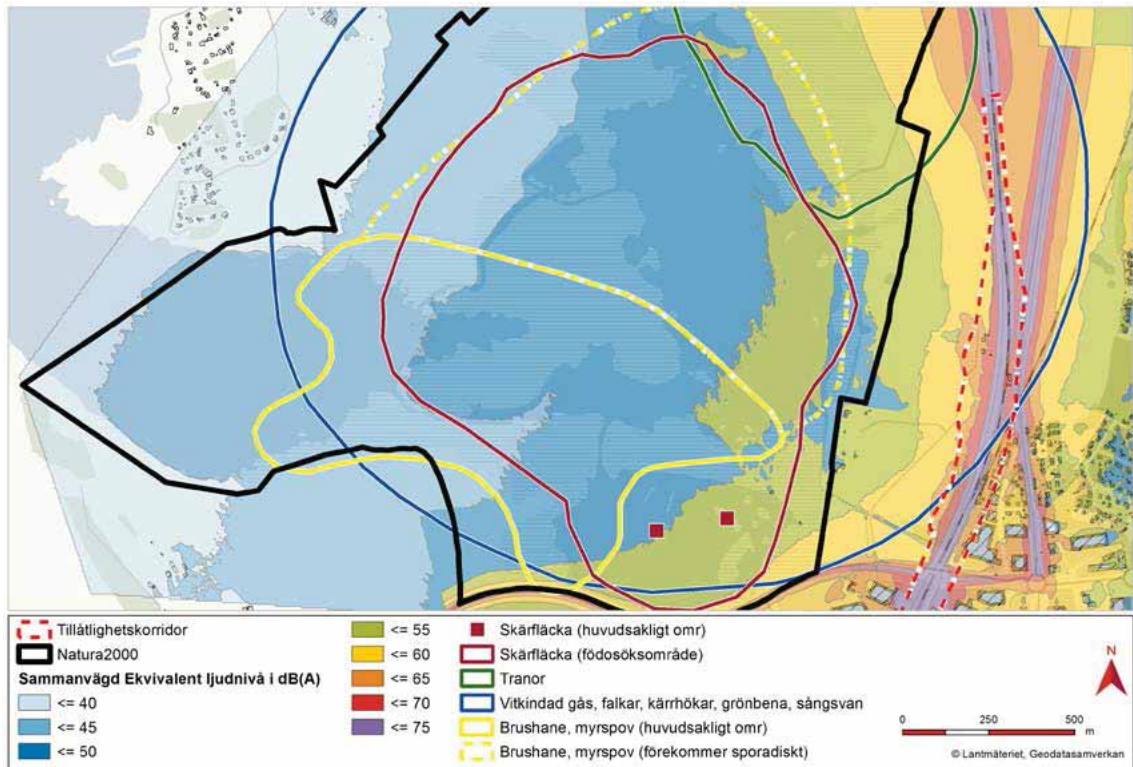 Tillåtlighetskorridor
Natura2000
Sammanvägd Ekvivalent ljudnivå i dB(A)
<= 40
<= 45
<= 50
<= 55
<= 60
<= 65
<= 70
<= 75
Skärfläcka (huvudsakligt omr)
Skärfläcka (födosöksområde)
Tranor
Vitkindad gås, falkar, kärrhökar, grönbena, sångsvan
Brushane, myrspov (huvudsakligt omr)
Brushane, myrspov (förekommer sporadiskt)
N
0 250 500
m
© Lantmäteriet, Geodatasamverkan